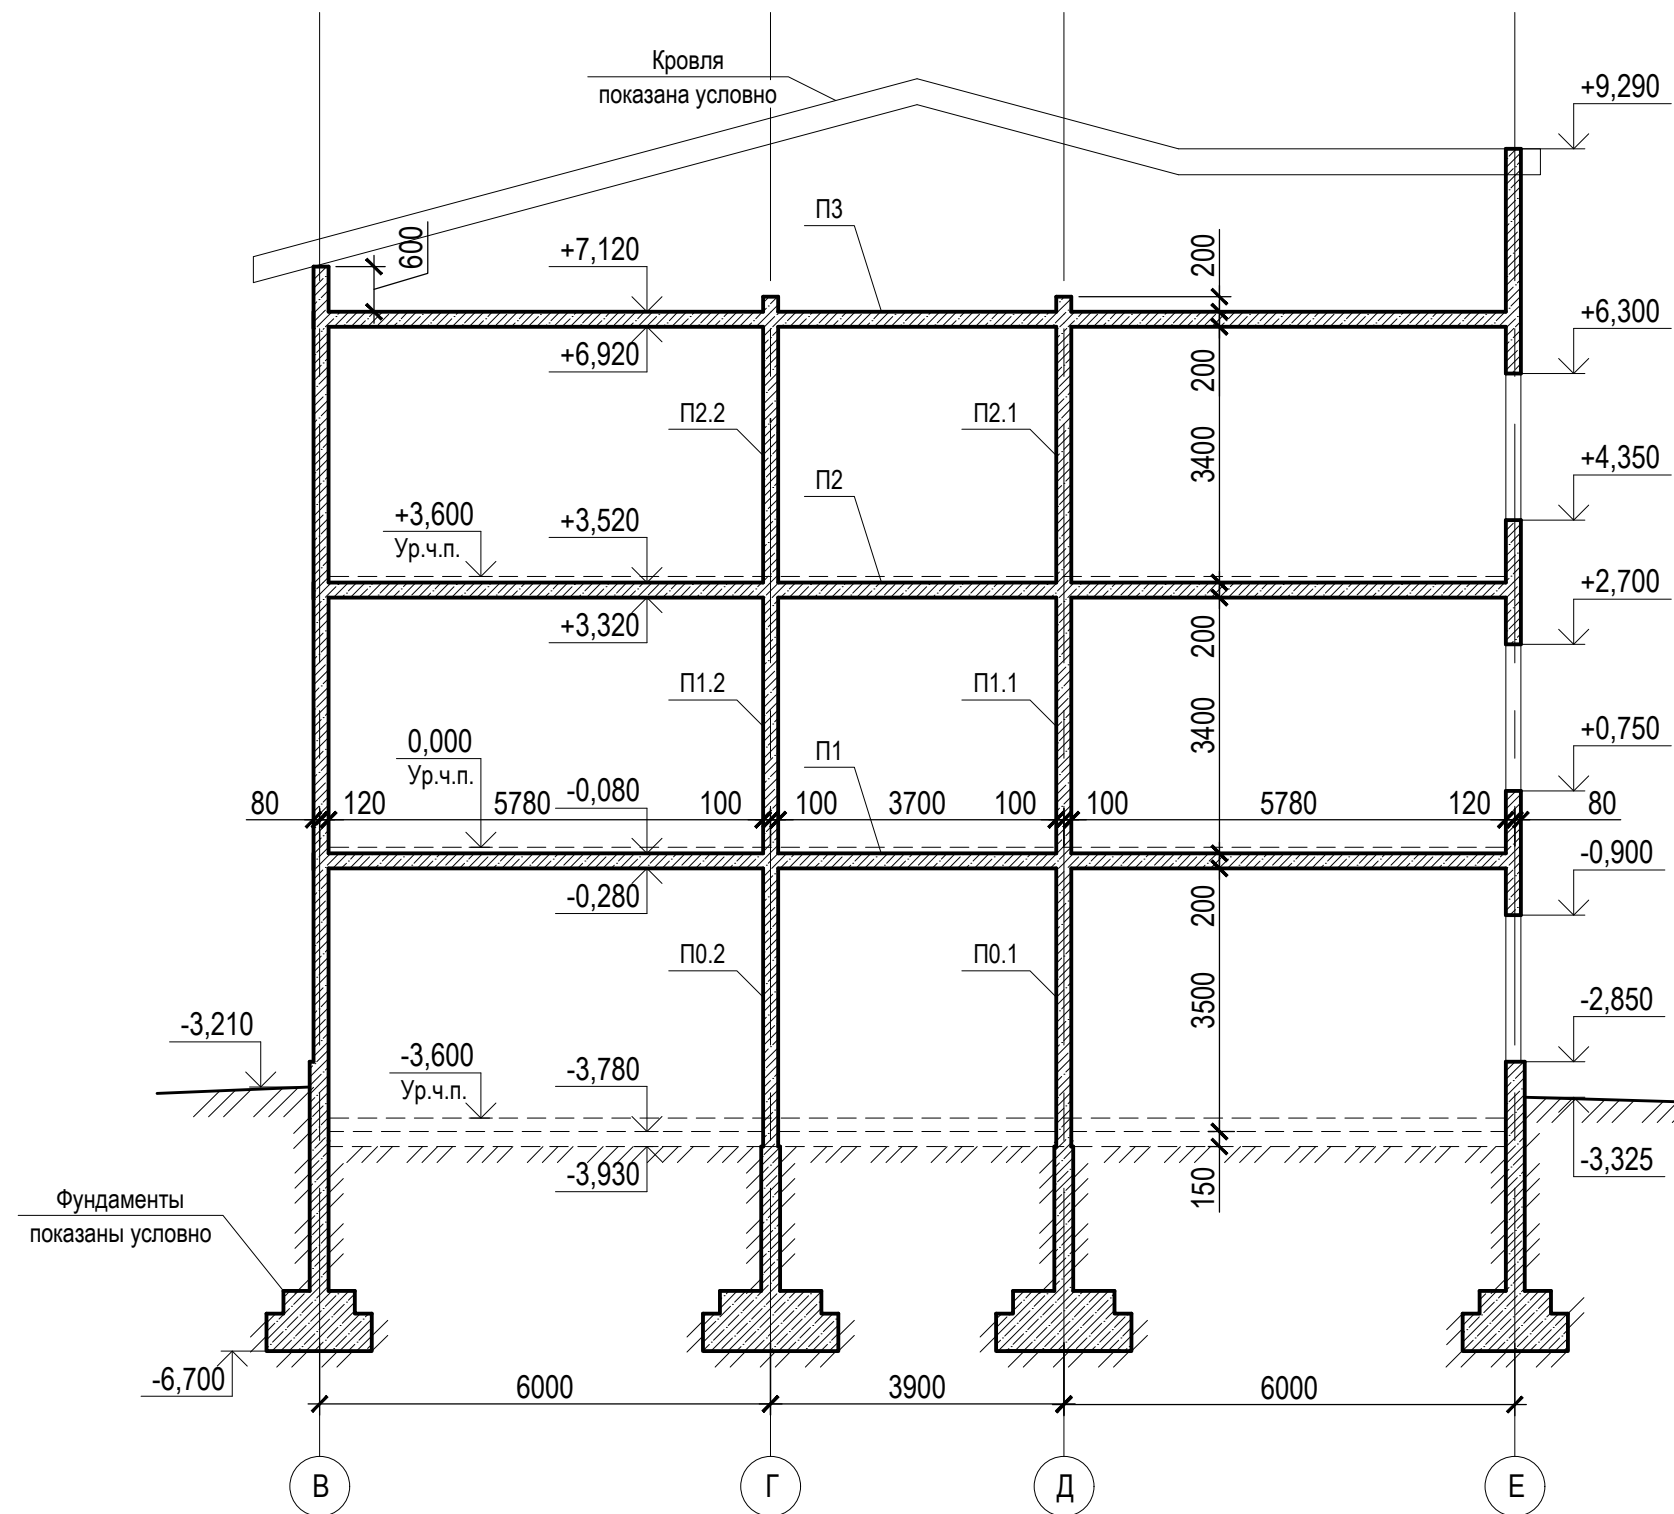 Кровля
показана условно
+9,290
П3
600
+7,120
200
+6,300
+6,920
200
П2.2
П2.1
3400
+4,350
П2
+3,600
Ур.ч.п.
+3,520
+2,700
+3,320
200
П1.2
П1.1
3400
+0,750
0,000
Ур.ч.п.
П1
80 120 5780 -0,080 100 100 3700 100 100 5780 120 80
-0,900
-0,280
200
П0.2
П0.1
3500
-2,850
-3,210
-3,600
Ур.ч.п.
-3,780
-3,930
150
-3,325
Фундаменты
показаны условно
-6,700
6000 3900 6000
В Г Д Е